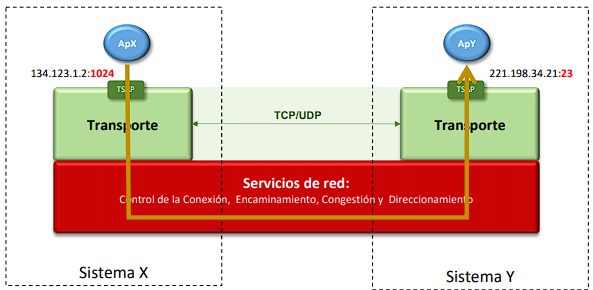 ApX
ApY
134.123.1.2:1024
221.198.34.21:23
TSAP
TSAP
Transporte
TCP/UDP
Transporte
Servicios de red:
Control de la Conexión, Encaminamiento, Congestión y Direccionamiento
Sistema X
Sistema Y